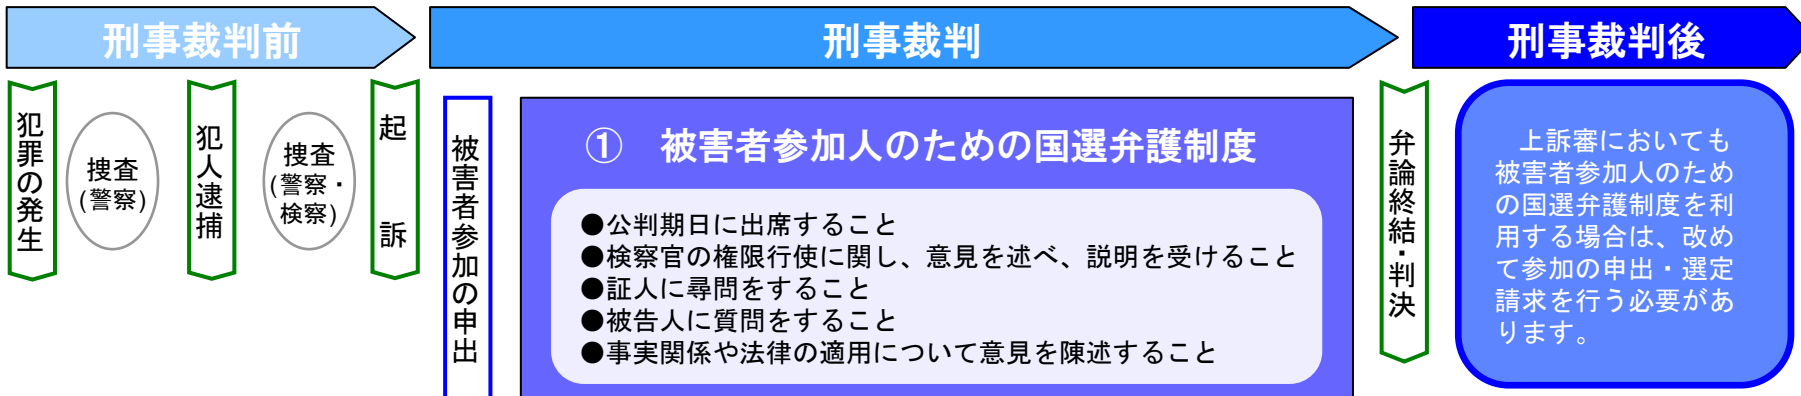 刑事裁判前
刑事裁判
刑事裁判後
犯罪の発生
捜査
(警察)
犯人逮捕
捜査
(警察・
検察)
起訴
被害者参加の申出
① 被害者参加人のための国選弁護制度
●公判期日に出席すること
●検察官の権限行使に関し、意見を述べ、説明を受けること
●証人に尋問をすること
●被告人に質問をすること
●事実関係や法律の適用について意見を陳述すること
弁論終結・判決
上訴審においても
被害者参加人のため
の国選弁護制度を利
用する場合は、改め
て参加の申出・選定
請求を行う必要があ
ります。